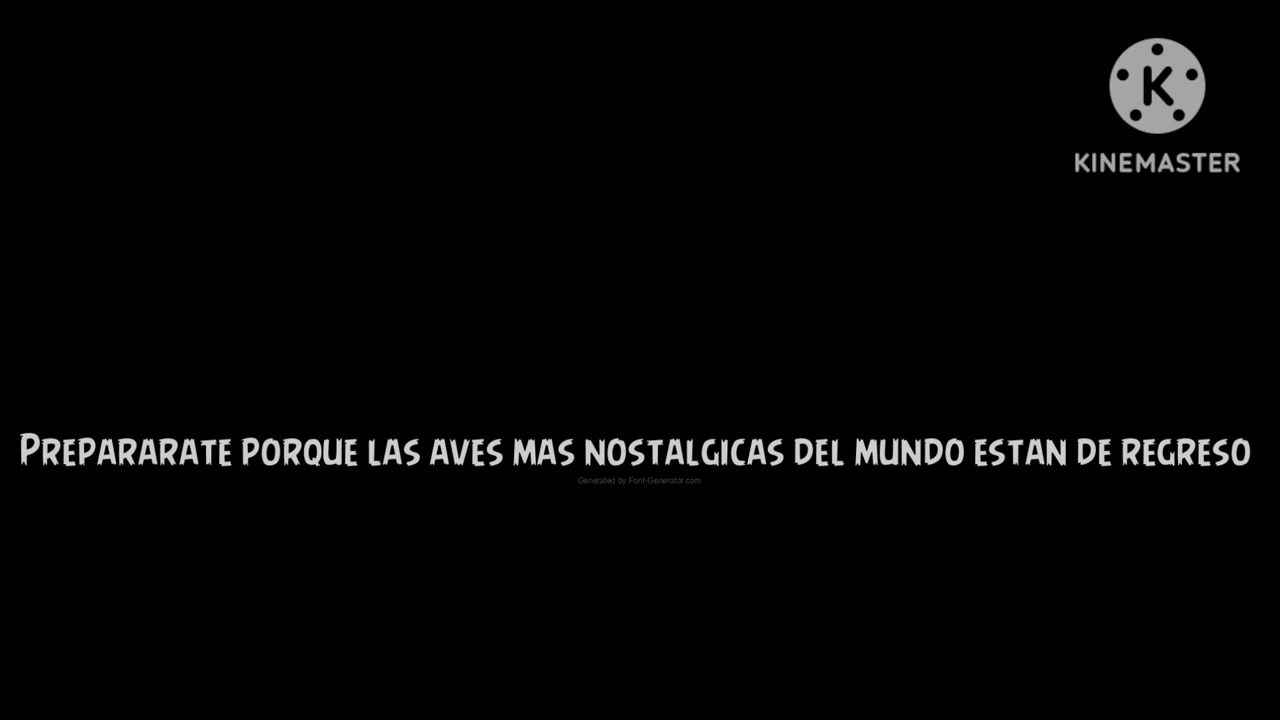 K
KINEMASTER
PREPARARATE PORQUE LAS AVES MAS NOSTALGICAS DEL MUNDO ESTAN DE REGRESO
Generated by Font-Generator.com